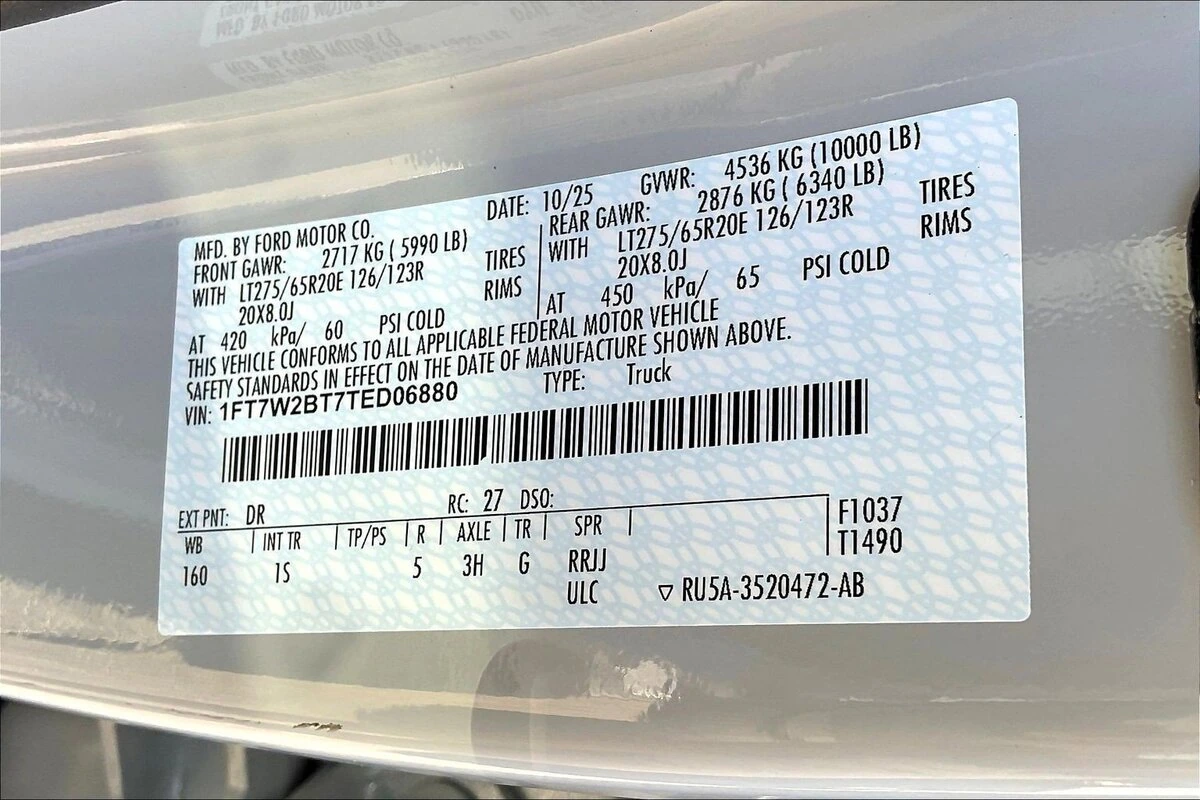 MFD. BY FORD MOTOR CO. DATE: 10/25 GVWR: 4536 KG (10000 LB)
FRONT GAWR: 2717 KG ( 5990 LB) REAR GAWR: 2876 KG ( 6340 LB)
WITH LT275/65R20E 126/123R TIRES WITH LT275/65R20E 126/123R TIRES
20X8.0J RIMS 20X8.0J RIMS
AT 420 kPa/ 60 PSI COLD AT 450 kPa/ 65 PSI COLD
THIS VEHICLE CONFORMS TO ALL APPLICABLE FEDERAL MOTOR VEHICLE
SAFETY STANDARDS IN EFFECT ON THE DATE OF MANUFACTURE SHOWN ABOVE.
VIN: 1FT7W2BT7TED06880 TYPE: Truck
EXT PNT: DR RC: 27 DSO:
WB | INT TR | TP/PS | R | AXLE | TR | SPR | F1037
160 1S 5 3H G RRJJ T1490
ULC ▽ RU5A-3520472-AB